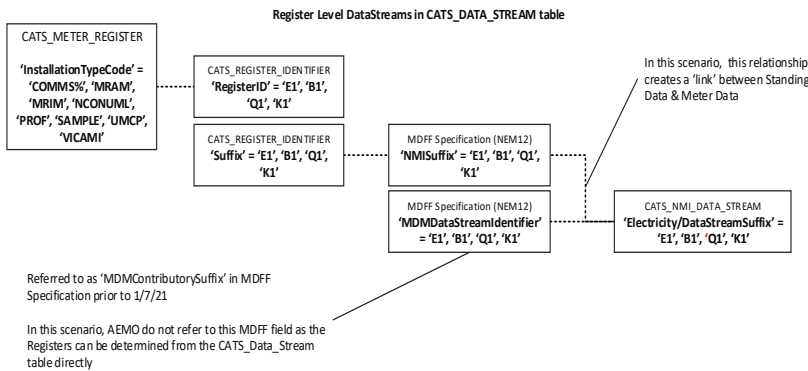 Register Level DataStreams in CATS_DATA_STREAM table
CATS_METER_REGISTER
‘InstallationTypeCode’ =
‘COMMS%’, ‘MRAM’,
‘MRIM’, ‘NCONUML’,
‘PROF’, ‘SAMPLE’, ‘UMCP’,
‘VICAMI’
CATS_REGISTER_IDENTIFIER
‘RegisterID’ = ‘E1’, ‘B1’,
‘Q1’, ‘K1’
CATS_REGISTER_IDENTIFIER
‘Suffix’ = ‘E1’, ‘B1’, ‘Q1’,
‘K1’
MDFF Specification (NEM12)
‘NMISuffix’ = ‘E1’, ‘B1’, ‘Q1’,
‘K1’
MDFF Specification (NEM12)
‘MDMDataStreamIdentifier’
= ‘E1’, ‘B1’, ‘Q1’, ‘K1’
In this scenario, this relationship
creates a ‘link’ between Standing
Data & Meter Data
CATS_NMI_DATA_STREAM
‘Electricity/DataStreamSuffix’ =
‘E1’, ‘B1’, ‘Q1’, ‘K1’
Referred to as ‘MDMContributorySuffix’ in MDFF
Specification prior to 1/7/21
In this scenario, AEMO do not refer to this MDFF field as the
Registers can be determined from the CATS_Data_Stream
table directly